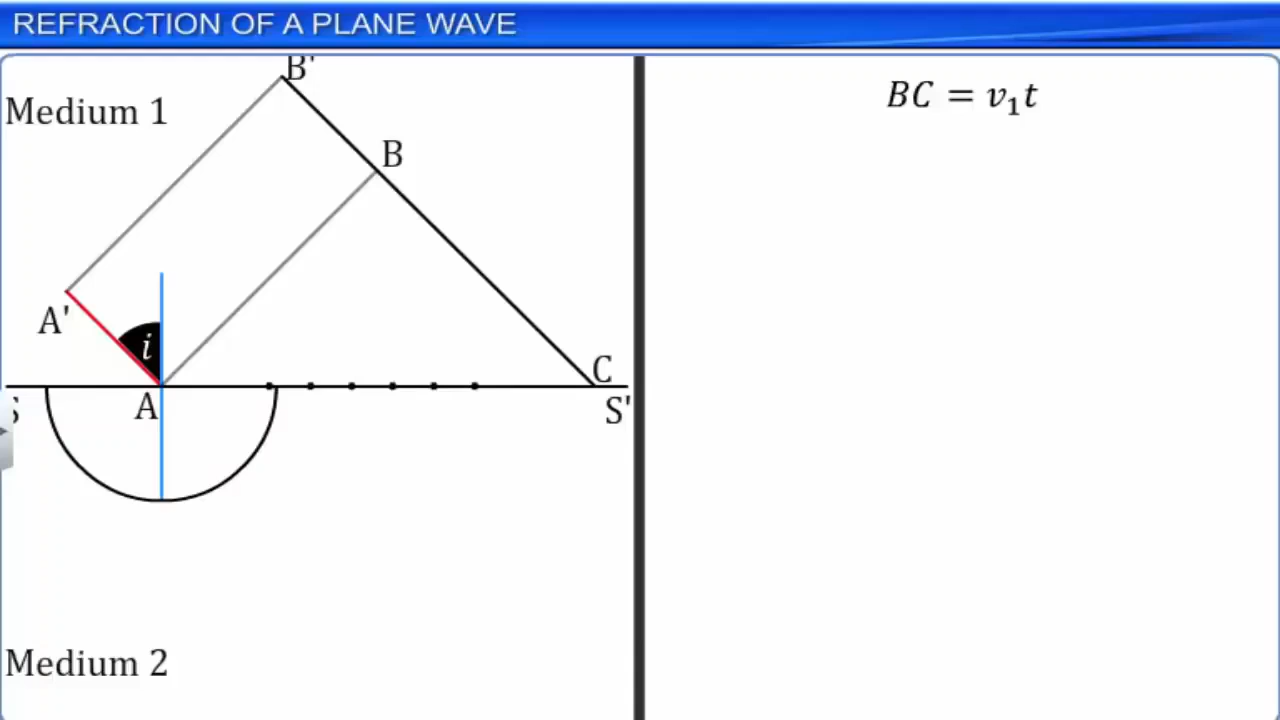 REFRACTION OF A PLANE WAVE
B'
Medium 1
BC = v₁t
B
A'
i
C
A
S'
Medium 2